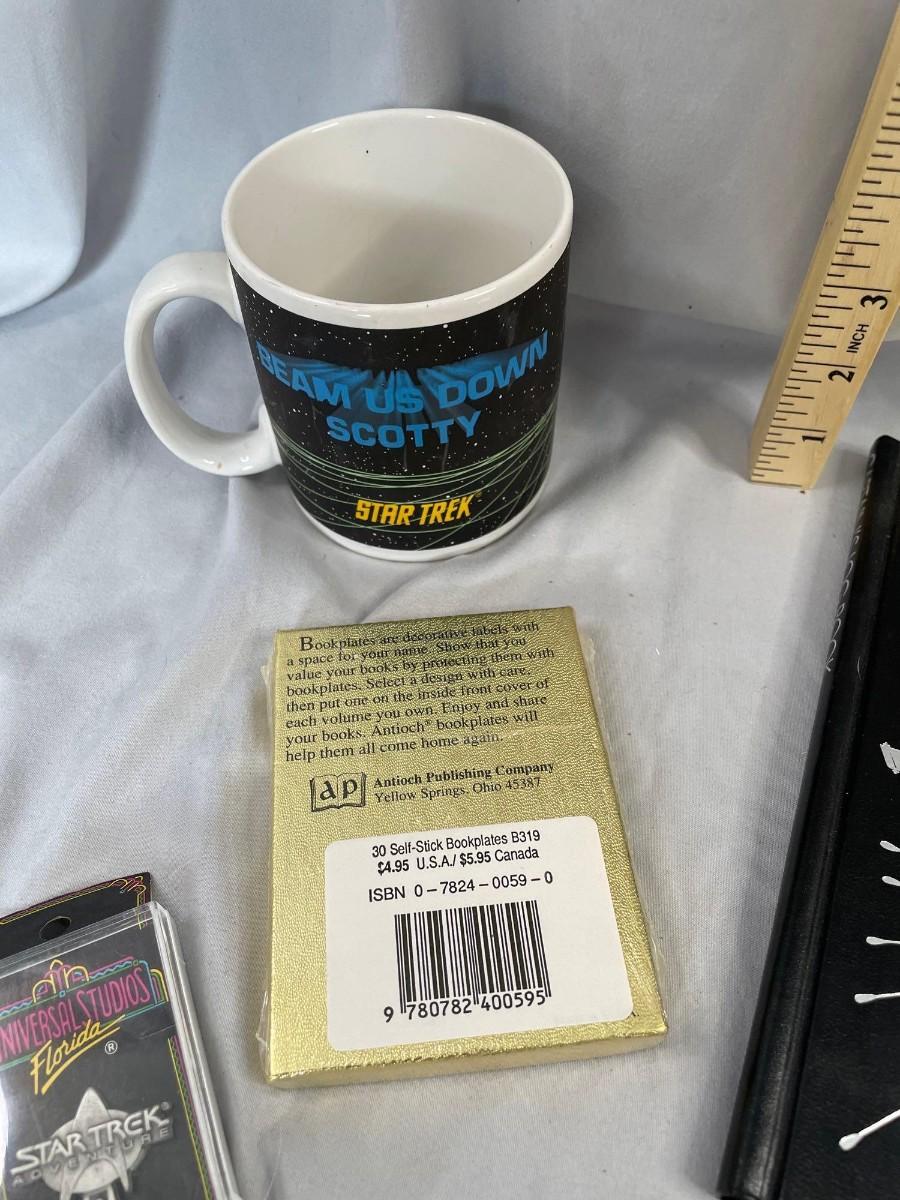 BEAM US DOWN
SCOTTY
STAR TREK
3
2 INCH
1
Bookplates are decorative labels with
a space for your name. Show that you
value your books by protecting them with
bookplates. Select a design with care,
then put one on the inside front cover of
each volume you own. Enjoy and share
your books. Antioch® bookplates will
help them all come home again.
ap Antioch Publishing Company
Yellow Springs, Ohio 45387
30 Self-Stick Bookplates B319
$4.95 U.S.A./ $5.95 Canada
ISBN 0-7824-0059-0
9 780782 400595
UNIVERSAL STUDIOS
Florida®
STAR TREK®
ADVENTURE